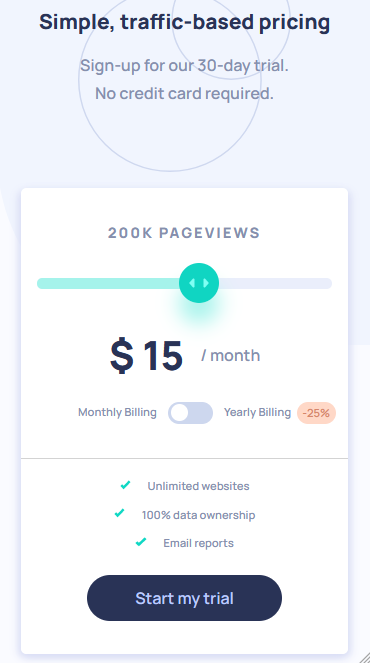 Simple, traffic-based pricing
Sign-up for our 30-day trial.
No credit card required.
200K PAGEVIEWS
$ 15 / month
Monthly Billing Yearly Billing -25%
Unlimited websites
100% data ownership
Email reports
Start my trial